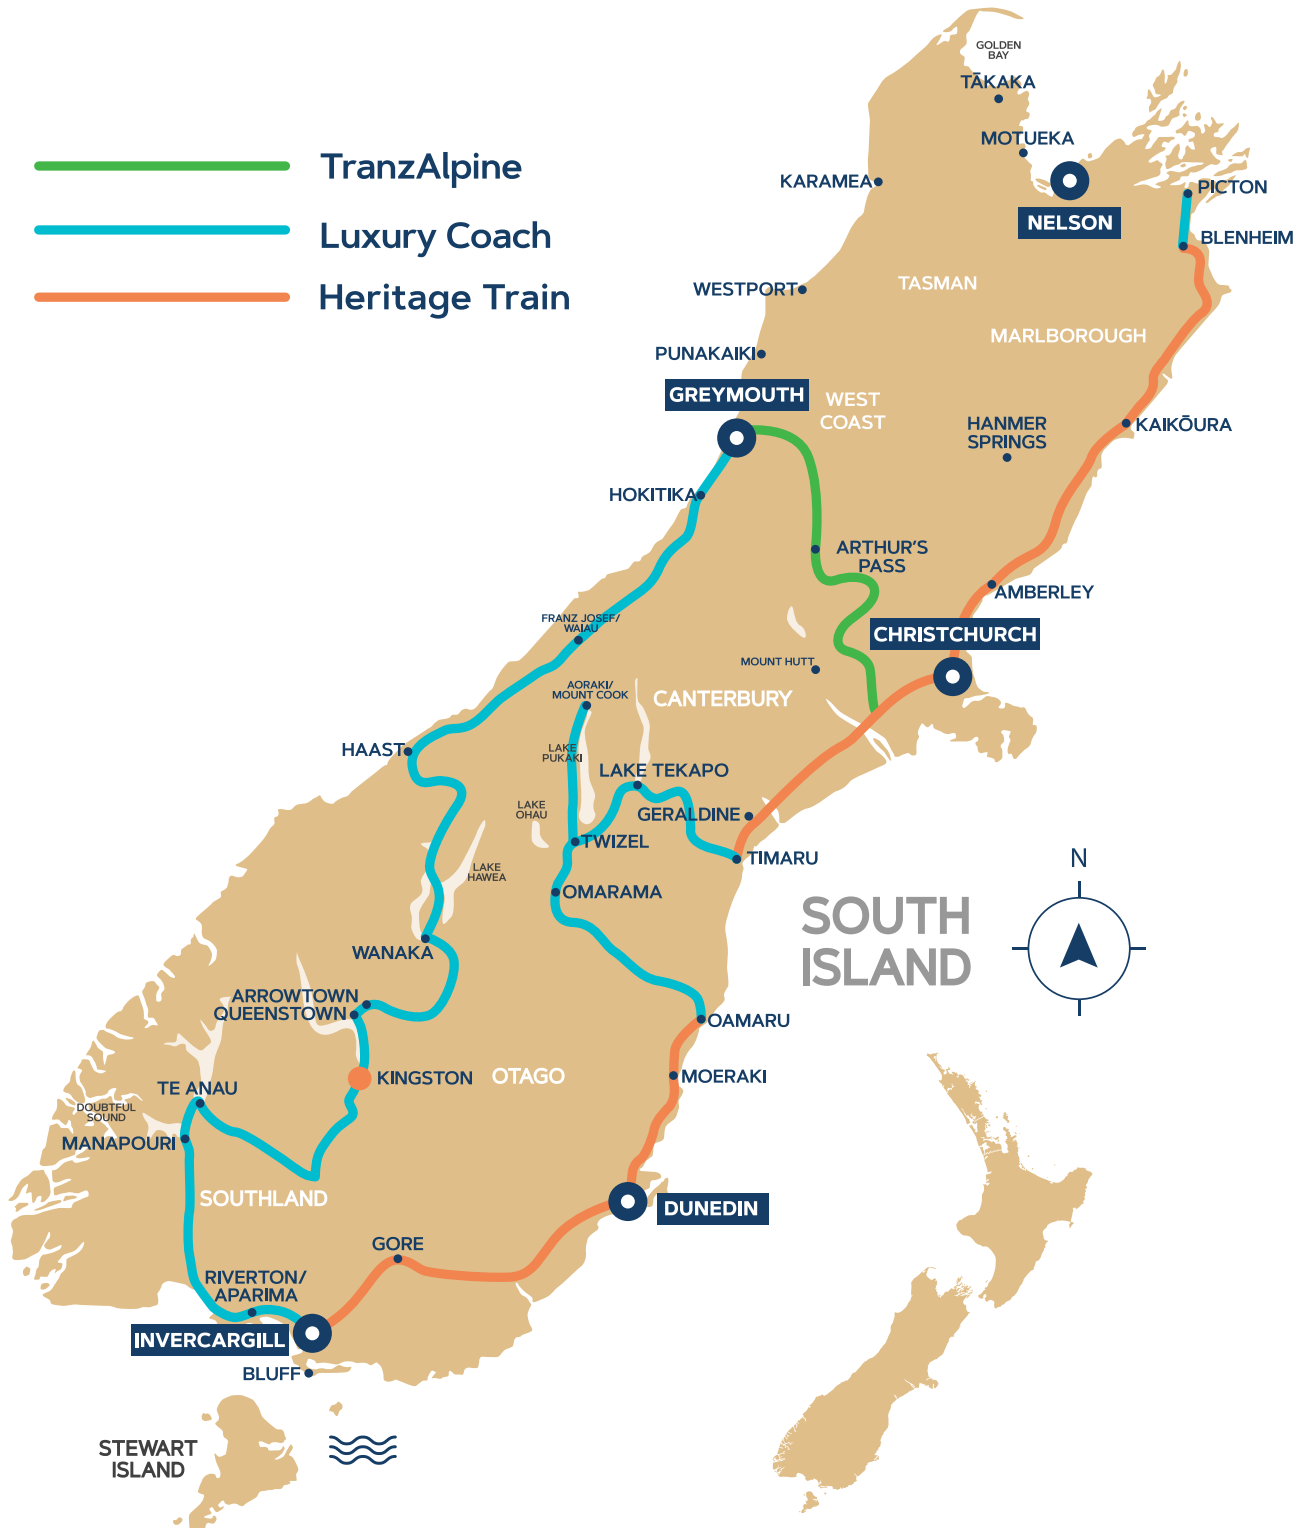 GOLDEN
BAY
TĀKAKA
MOTUEKA
TranzAlpine
KARAMEA
PICTON
NELSON
Luxury Coach
BLENHEIM
TASMAN
WESTPORT
Heritage Train
MARLBOROUGH
PUNAKAIKI
GREYMOUTH
WEST
COAST
HANMER
SPRINGS
KAIKŌURA
HOKITIKA
ARTHUR'S
PASS
AMBERLEY
FRANZ JOSEF/
WAIAU
CHRISTCHURCH
MOUNT HUTT
AORAKI/
MOUNT COOK
CANTERBURY
HAAST
LAKE
PUKAKI
LAKE TEKAPO
LAKE
OHAU
GERALDINE
TWIZEL
TIMARU
N
LAKE
HAWEA
OMARAMA
SOUTH
ISLAND
WANAKA
ARROWTOWN
QUEENSTOWN
OAMARU
KINGSTON
OTAGO
MOERAKI
TE ANAU
DOUBTFUL
SOUND
MANAPOURI
SOUTHLAND
DUNEDIN
GORE
RIVERTON/
APARIMA
INVERCARGILL
BLUFF
STEWART
ISLAND